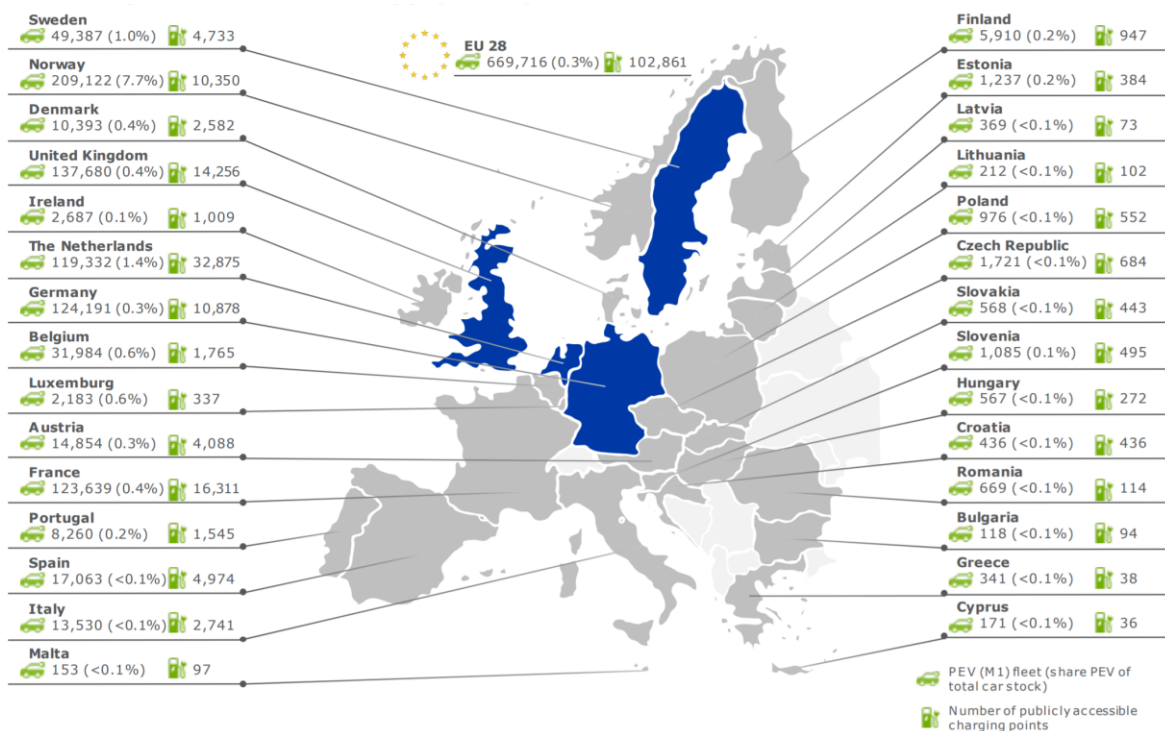 Sweden
49,387 (1.0%) 4,733
Norway
209,122 (7.7%) 10,350
Denmark
10,393 (0.4%) 2,582
United Kingdom
137,680 (0.4%) 14,256
Ireland
2,687 (0.1%) 1,009
The Netherlands
119,332 (1.4%) 32,875
Germany
124,191 (0.3%) 10,878
Belgium
31,984 (0.6%) 1,765
Luxemburg
2,183 (0.6%) 337
Austria
14,854 (0.3%) 4,088
France
123,639 (0.4%) 16,311
Portugal
8,260 (0.2%) 1,545
Spain
17,063 (<0.1%) 4,974
Italy
13,530 (<0.1%) 2,741
Malta
153 (<0.1%) 97
EU 28
669,716 (0.3%) 102,861
Finland
5,910 (0.2%) 947
Estonia
1,237 (0.2%) 384
Latvia
369 (<0.1%) 73
Lithuania
212 (<0.1%) 102
Poland
976 (<0.1%) 552
Czech Republic
1,721 (<0.1%) 684
Slovakia
568 (<0.1%) 443
Slovenia
1,085 (0.1%) 495
Hungary
567 (<0.1%) 272
Croatia
436 (<0.1%) 436
Romania
669 (<0.1%) 114
Bulgaria
118 (<0.1%) 94
Greece
341 (<0.1%) 38
Cyprus
171 (<0.1%) 36
PEV (M1) fleet (share PEV of
total car stock)
Number of publicly accessible
charging points